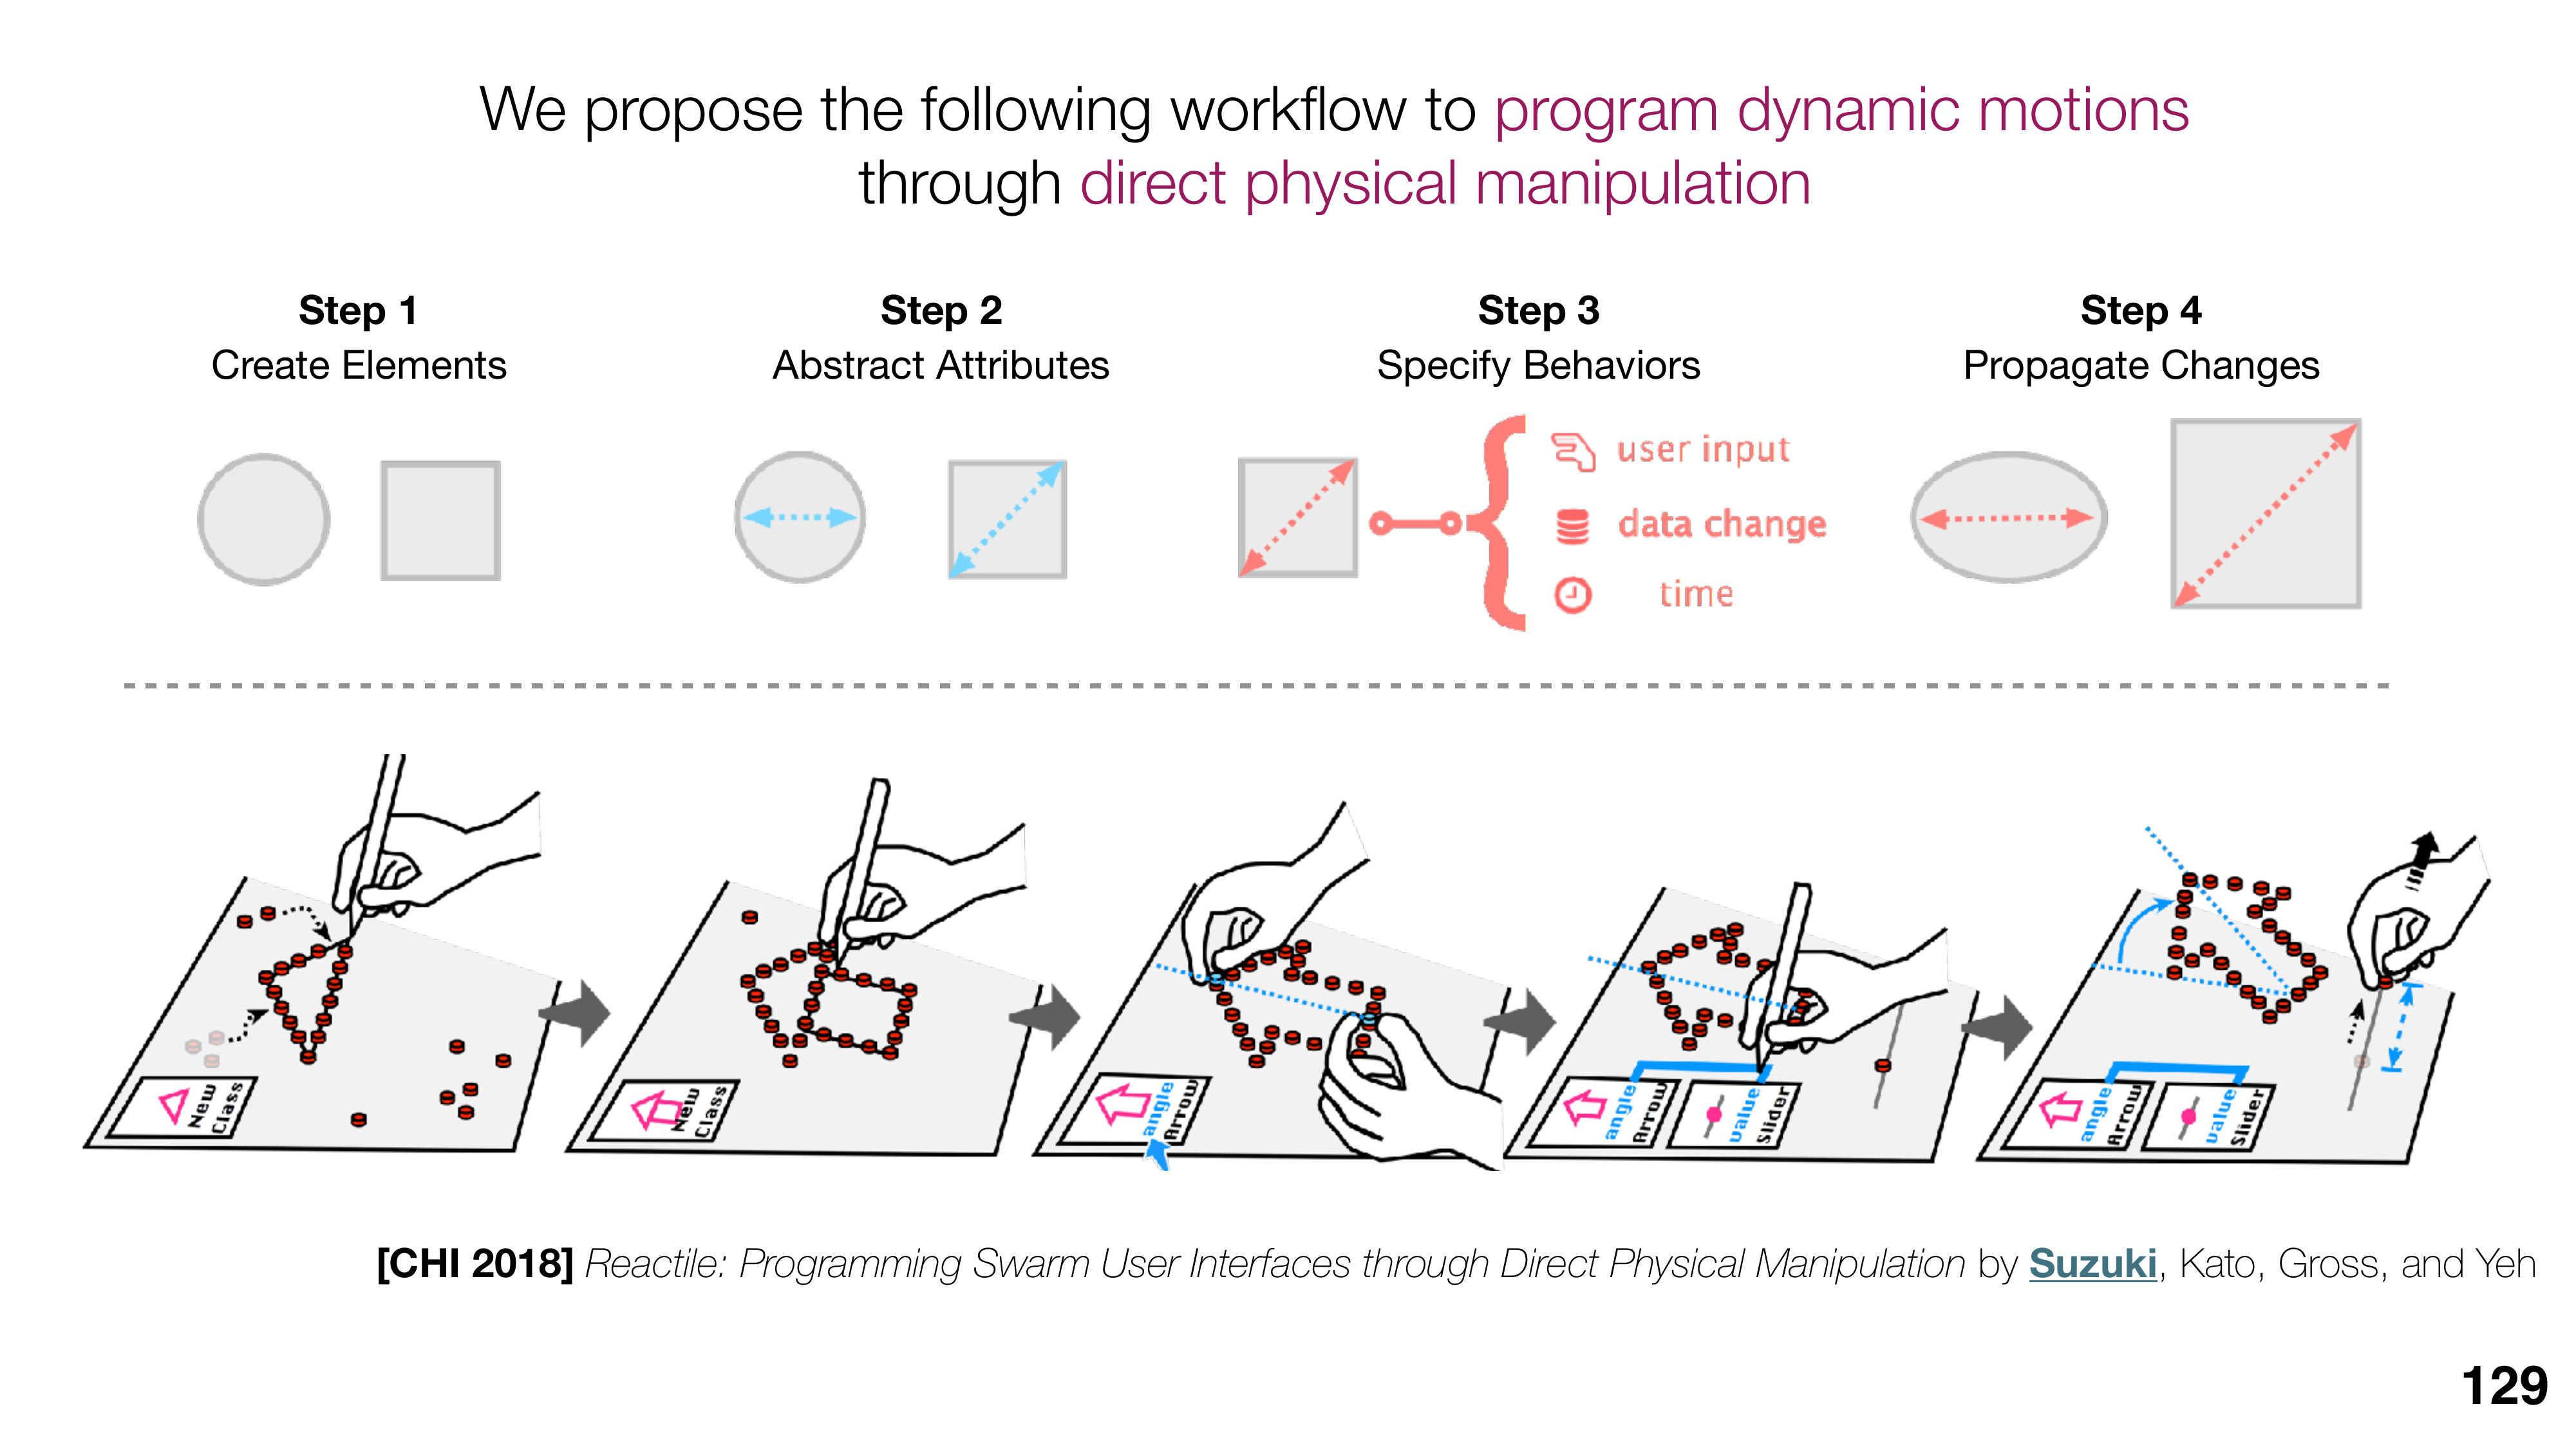 We propose the following workflow to program dynamic motions
through direct physical manipulation
Step 1
Create Elements
Step 2
Abstract Attributes
Step 3
Specify Behaviors
user input
data change
time
Step 4
Propagate Changes
New
Class
New
Class
angle
Arrow
angle
Arrow
value
Slider
angle
Arrow
value
Slider
[CHI 2018] Reactile: Programming Swarm User Interfaces through Direct Physical Manipulation by Suzuki, Kato, Gross, and Yeh
129